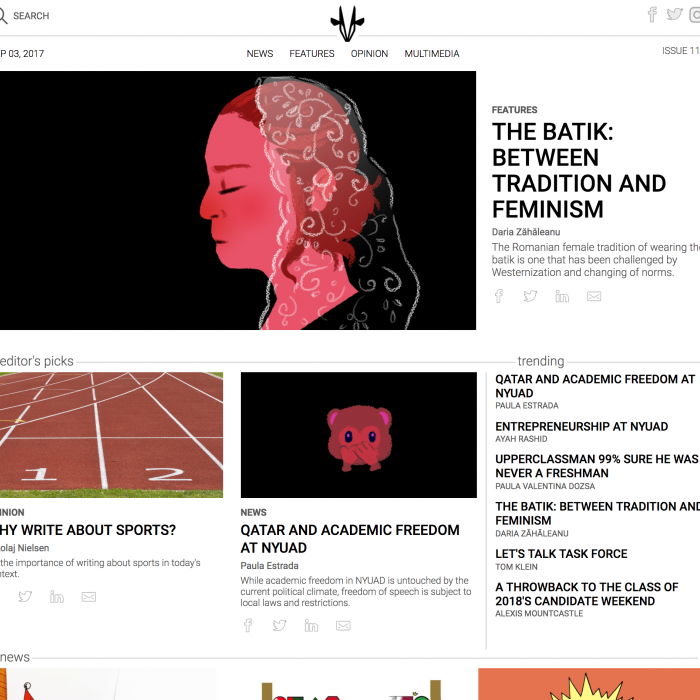 SEARCH
P 03, 2017
NEWS FEATURES OPINION MULTIMEDIA
ISSUE 11
FEATURES
THE BATIK:
BETWEEN
TRADITION AND
FEMINISM
Daria Zăhăleanu
The Romanian female tradition of wearing the
batik is one that has been challenged by
Westernization and changing of norms.
editor's picks
1 2
INION
HY WRITE ABOUT SPORTS?
olaj Nielsen
the importance of writing about sports in today's
ntext.
NEWS
QATAR AND ACADEMIC FREEDOM
AT NYUAD
Paula Estrada
While academic freedom in NYUAD is untouched by the
current political climate, freedom of speech is subject to
local laws and restrictions.
trending
QATAR AND ACADEMIC FREEDOM AT
NYUAD
PAULA ESTRADA
ENTREPRENEURSHIP AT NYUAD
AYAH RASHID
UPPERCLASSMAN 99% SURE HE WAS
NEVER A FRESHMAN
PAULA VALENTINA DOZSA
THE BATIK: BETWEEN TRADITION AND
FEMINISM
DARIA ZĂHĂLEANU
LET'S TALK TASK FORCE
TOM KLEIN
A THROWBACK TO THE CLASS OF
2018'S CANDIDATE WEEKEND
ALEXIS MOUNTCASTLE
news